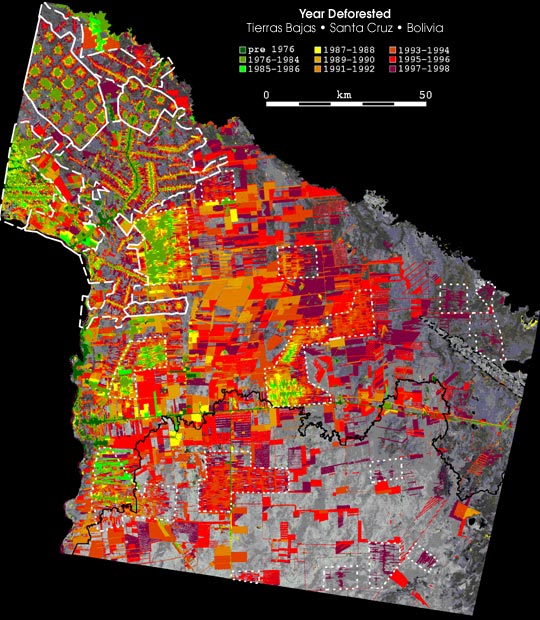 Year Deforested
Tierras Bajas • Santa Cruz • Bolivia
pre 1976 1987-1988 1993-1994
1976-1984 1989-1990 1995-1996
1985-1986 1991-1992 1997-1998
0 km 50